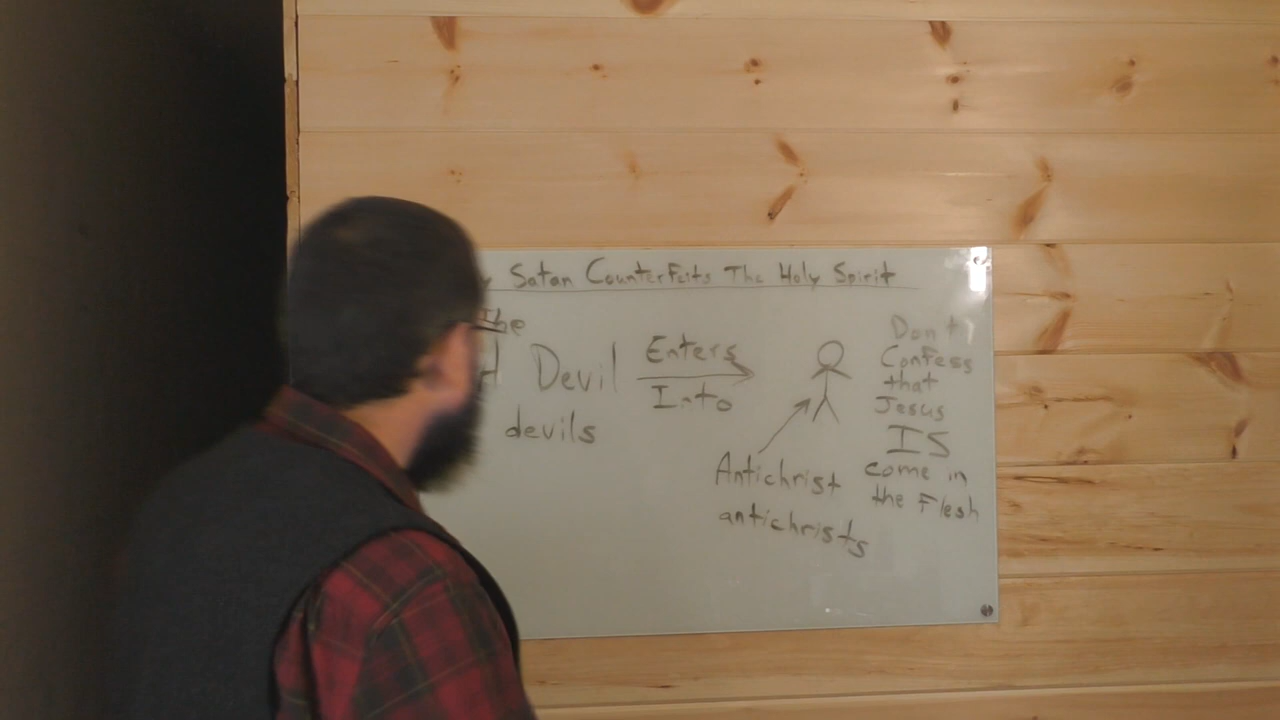 Satan Counterfeits The Holy Spirit
the
Devil
devils
Enters
Into
Antichrist
antichrists
Don't
Confess
that
Jesus
IS
come in
the Flesh